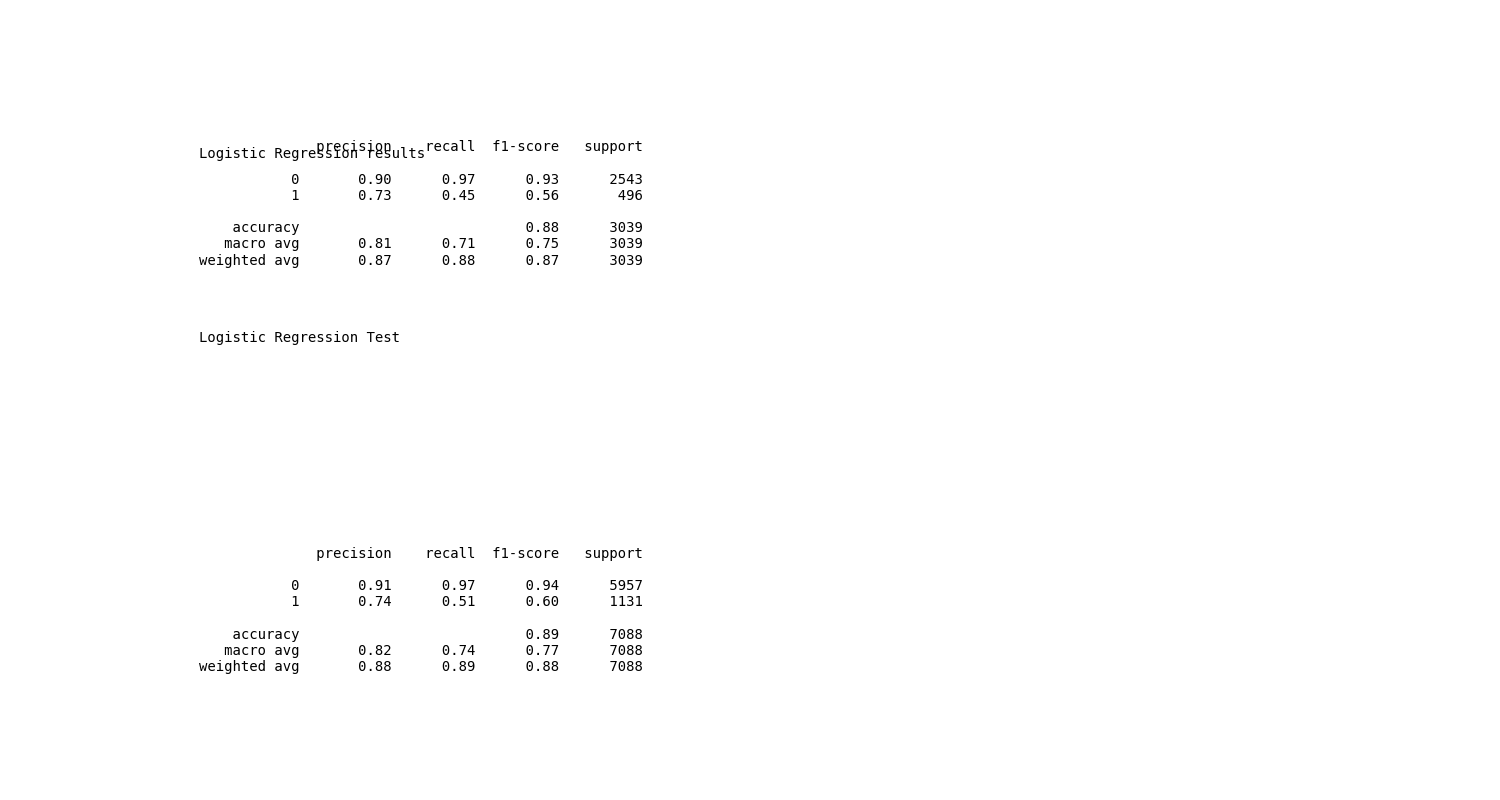 precision    recall  f1-score   support
Logistic Regression results
0       0.90      0.97      0.93      2543
1       0.73      0.45      0.56       496
accuracy                           0.88      3039
macro avg       0.81      0.71      0.75      3039
weighted avg       0.87      0.88      0.87      3039
Logistic Regression Test
precision    recall  f1-score   support
0       0.91      0.97      0.94      5957
1       0.74      0.51      0.60      1131
accuracy                           0.89      7088
macro avg       0.82      0.74      0.77      7088
weighted avg       0.88      0.89      0.88      7088